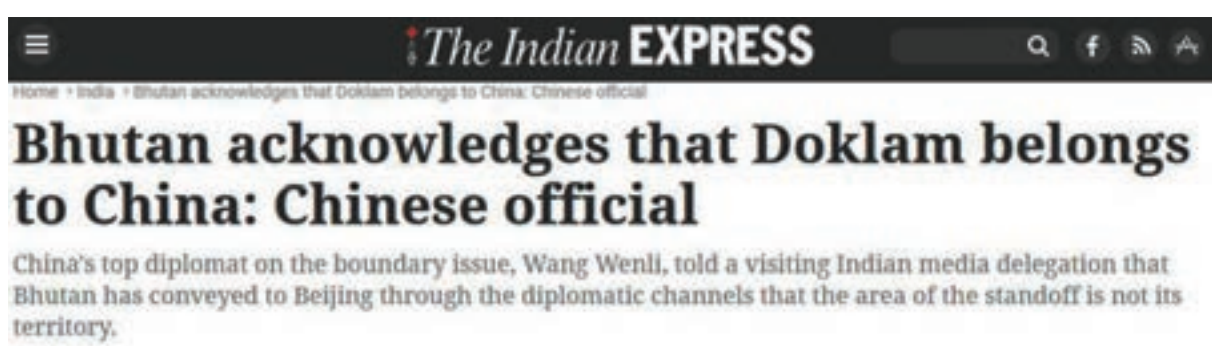 The Indian EXPRESS
Home › India › Bhutan acknowledges that Doklam belongs to China: Chinese official
Bhutan acknowledges that Doklam belongs
to China: Chinese official
China's top diplomat on the boundary issue, Wang Wenli, told a visiting Indian media delegation that
Bhutan has conveyed to Beijing through the diplomatic channels that the area of the standoff is not its
territory.